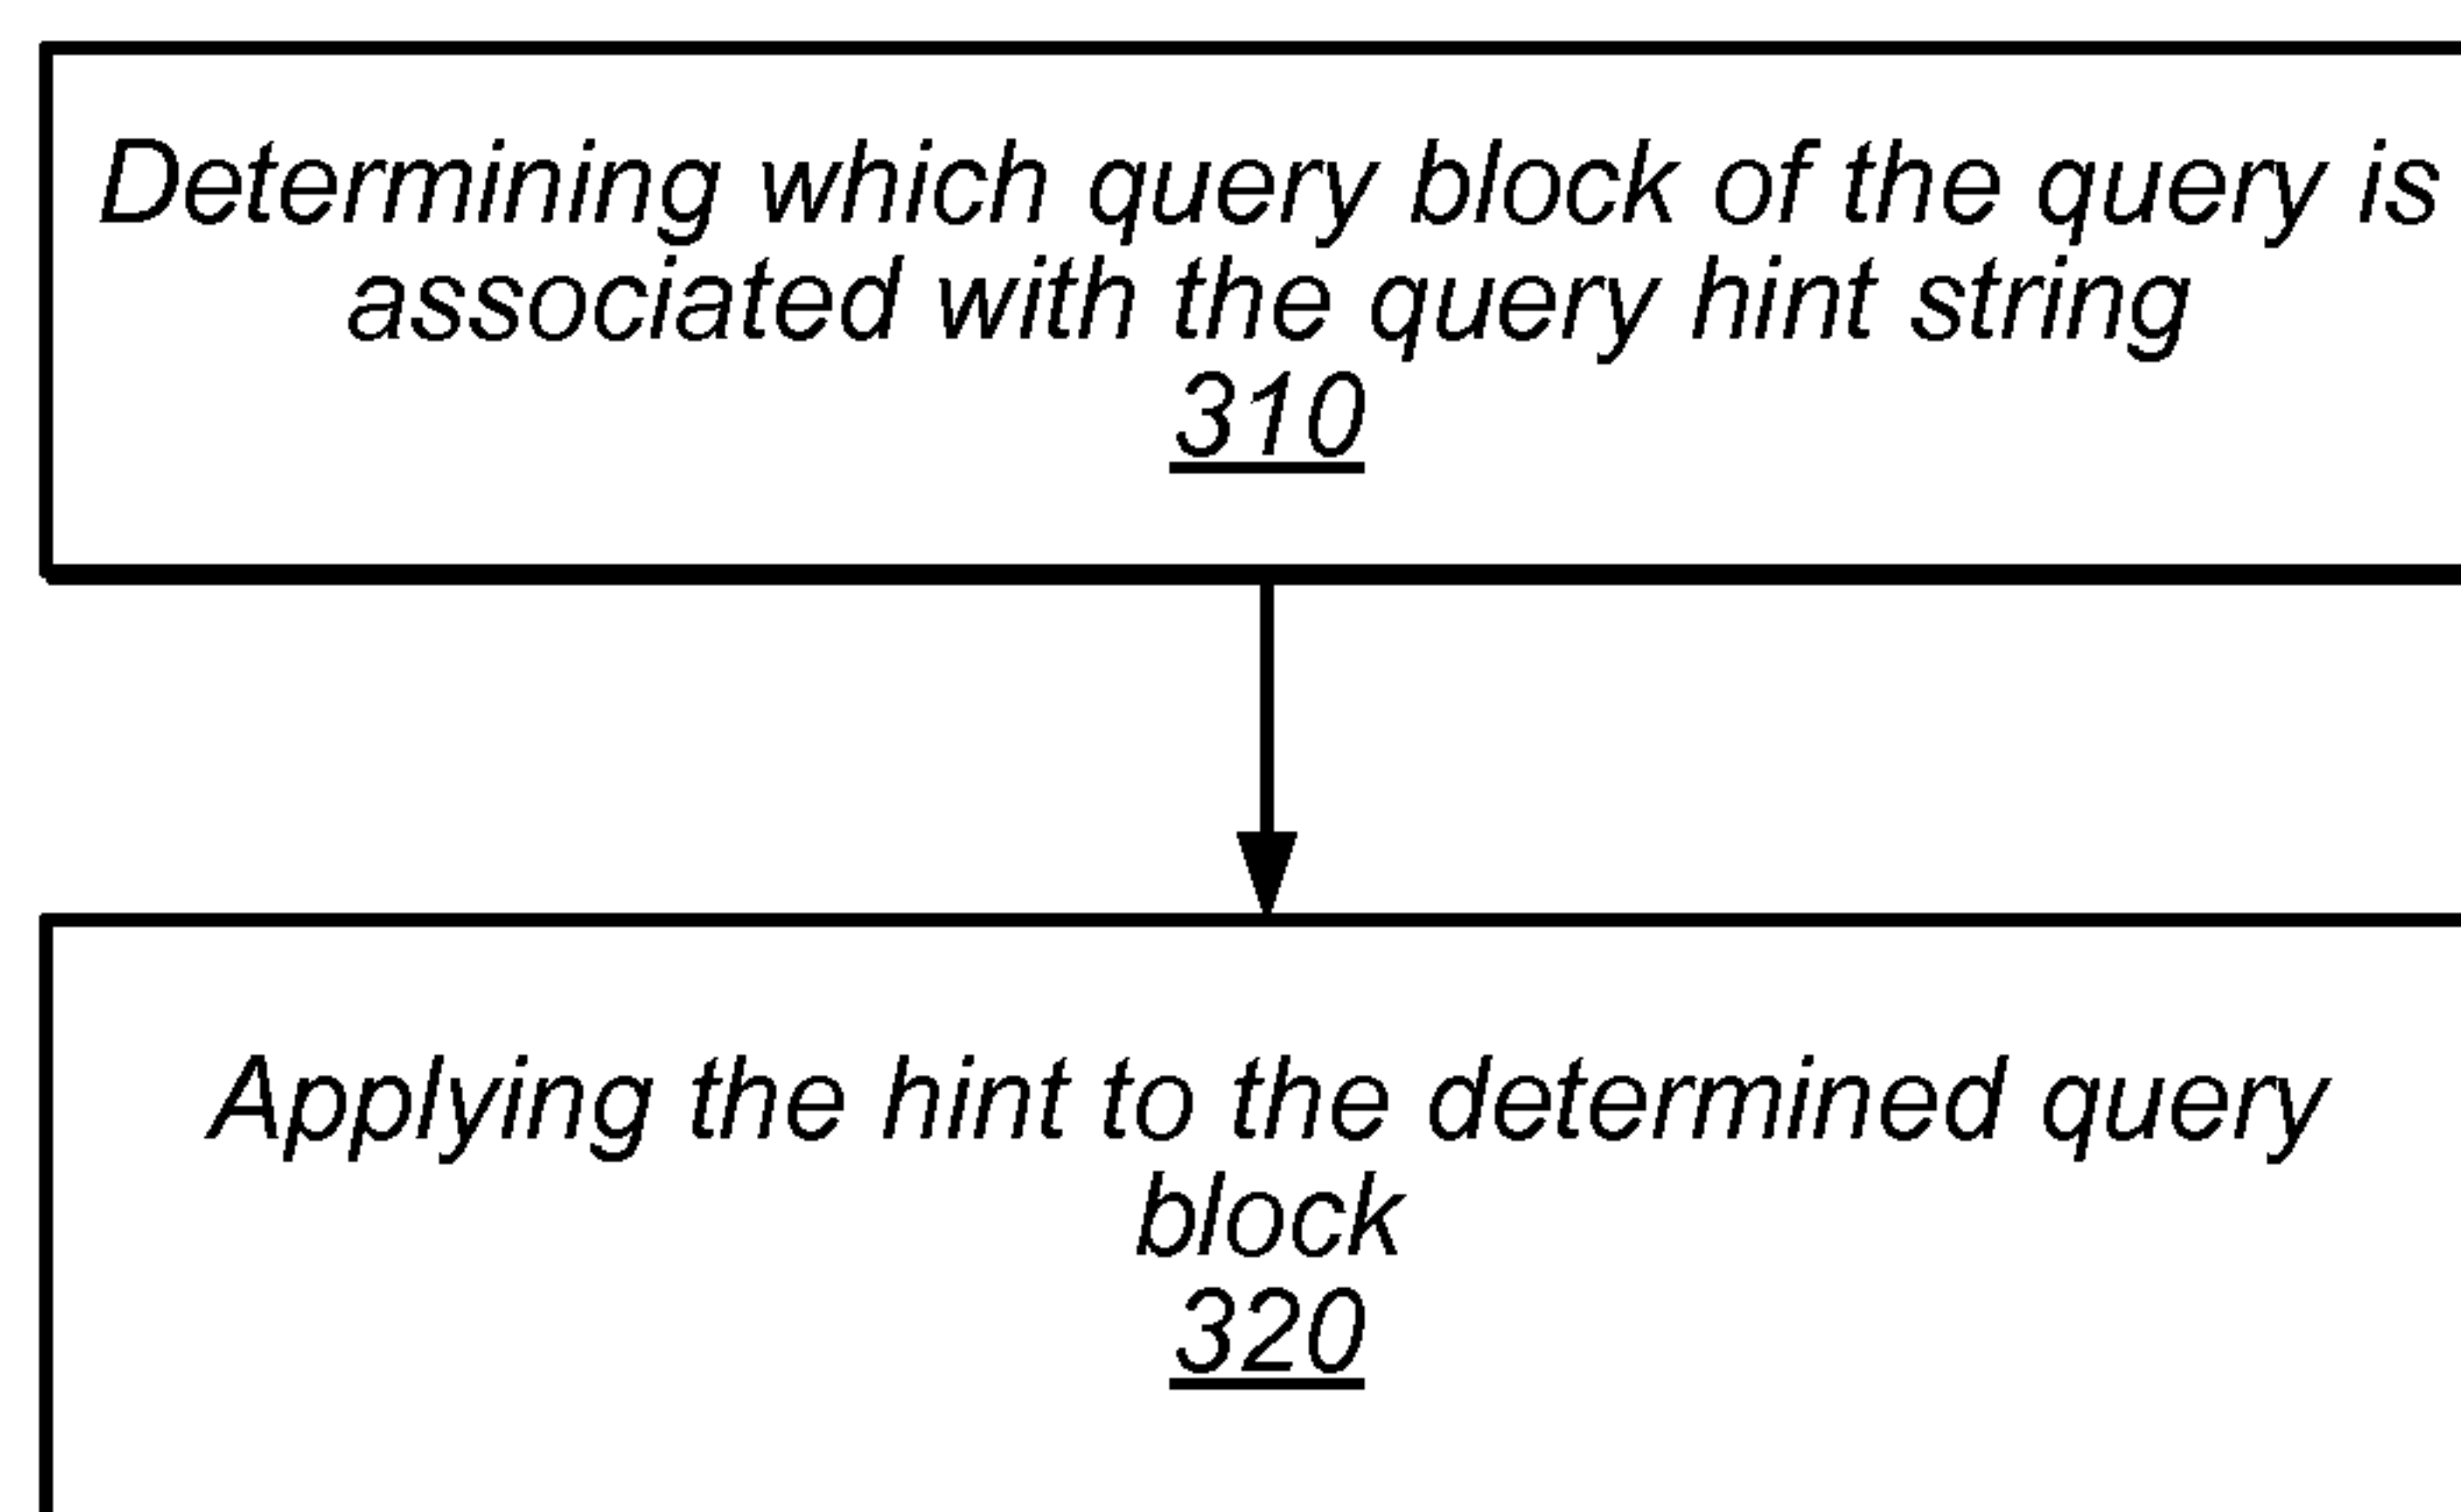 Determining which query block of the query is
associated with the query hint string
310
Applying the hint to the determined query
block
320